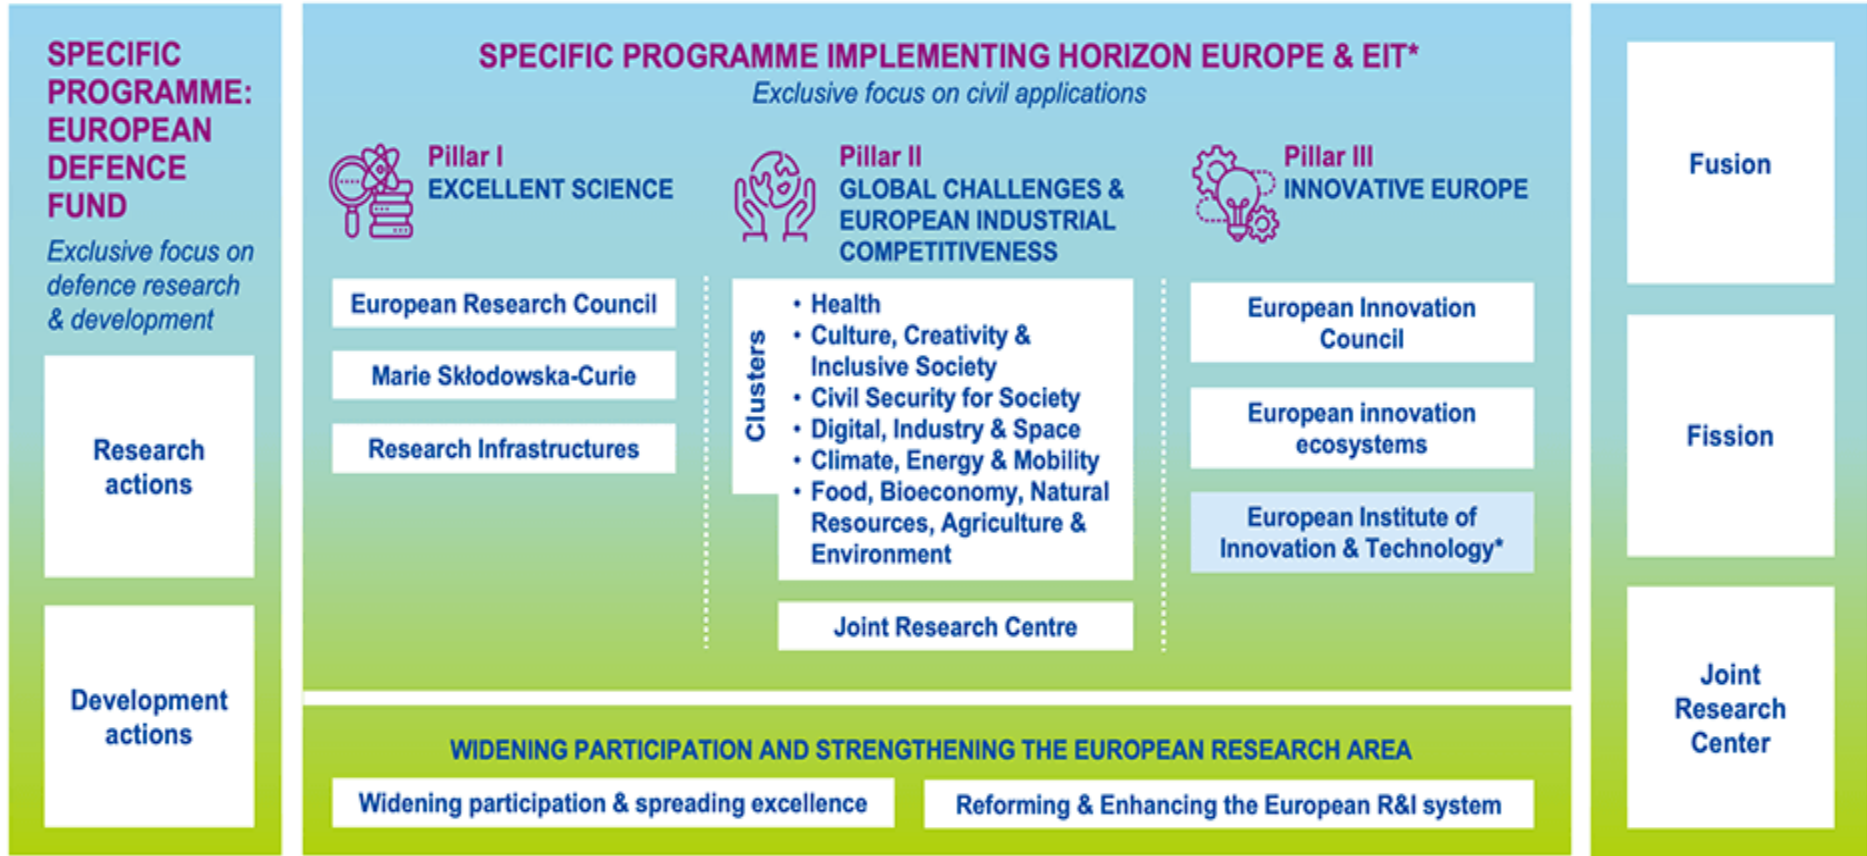 SPECIFIC
PROGRAMME:
EUROPEAN
DEFENCE
FUND
Exclusive focus on
defence research
& development
Research
actions
Development
actions
SPECIFIC PROGRAMME IMPLEMENTING HORIZON EUROPE & EIT*
Exclusive focus on civil applications
Pillar I
EXCELLENT SCIENCE
European Research Council
Marie Skłodowska-Curie
Research Infrastructures
Pillar II
GLOBAL CHALLENGES &
EUROPEAN INDUSTRIAL
COMPETITIVENESS
Clusters
• Health
• Culture, Creativity &
Inclusive Society
• Civil Security for Society
• Digital, Industry & Space
• Climate, Energy & Mobility
• Food, Bioeconomy, Natural
Resources, Agriculture &
Environment
Joint Research Centre
Pillar III
INNOVATIVE EUROPE
European Innovation
Council
European innovation
ecosystems
European Institute of
Innovation & Technology*
WIDENING PARTICIPATION AND STRENGTHENING THE EUROPEAN RESEARCH AREA
Widening participation & spreading excellence
Reforming & Enhancing the European R&I system
Fusion
Fission
Joint
Research
Center